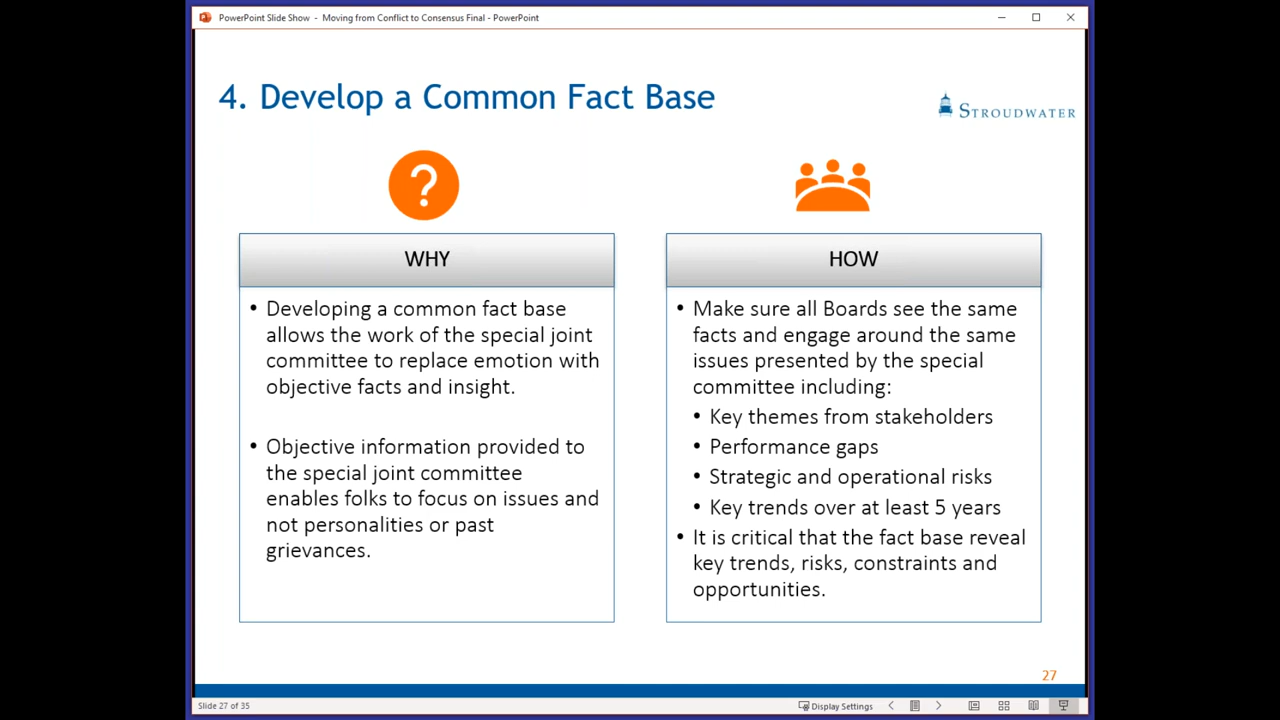 PowerPoint Slide Show - Moving from Conflict to Consensus Final - PowerPoint
4. Develop a Common Fact Base
STROUDWATER
?
WHY
• Developing a common fact base
allows the work of the special joint
committee to replace emotion with
objective facts and insight.
• Objective information provided to
the special joint committee
enables folks to focus on issues and
not personalities or past
grievances.
HOW
• Make sure all Boards see the same
facts and engage around the same
issues presented by the special
committee including:
• Key themes from stakeholders
• Performance gaps
• Strategic and operational risks
• Key trends over at least 5 years
• It is critical that the fact base reveal
key trends, risks, constraints and
opportunities.
27
Slide 27 of 35
Display Settings